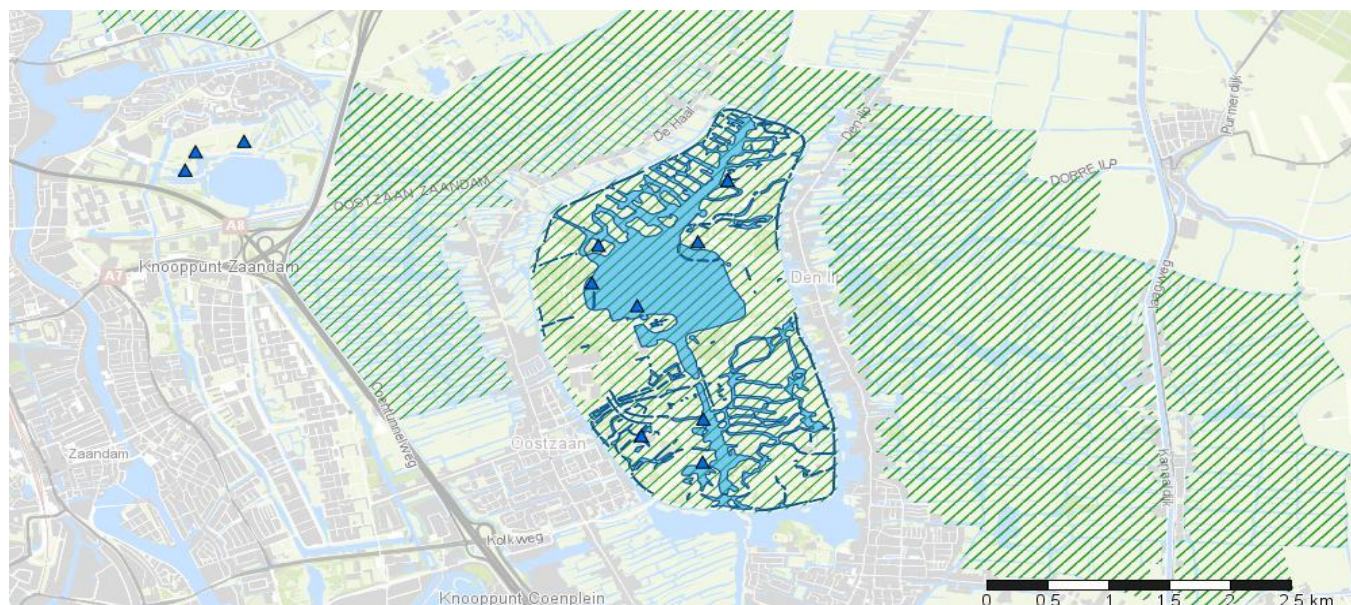 De Haal
Den Ilp
Purmerdijk
DORRE ILP
OOSTZAAN ZAANDAM
A8
Knooppunt Zaandam
A7
Den Ilp
Jaagweg
Coentunnelweg
Oostzaan
Zaandam
Kanaaldijk
Kolkweg
Knooppunt Coenplein
0 0.5 1 1.5 2 2.5 km